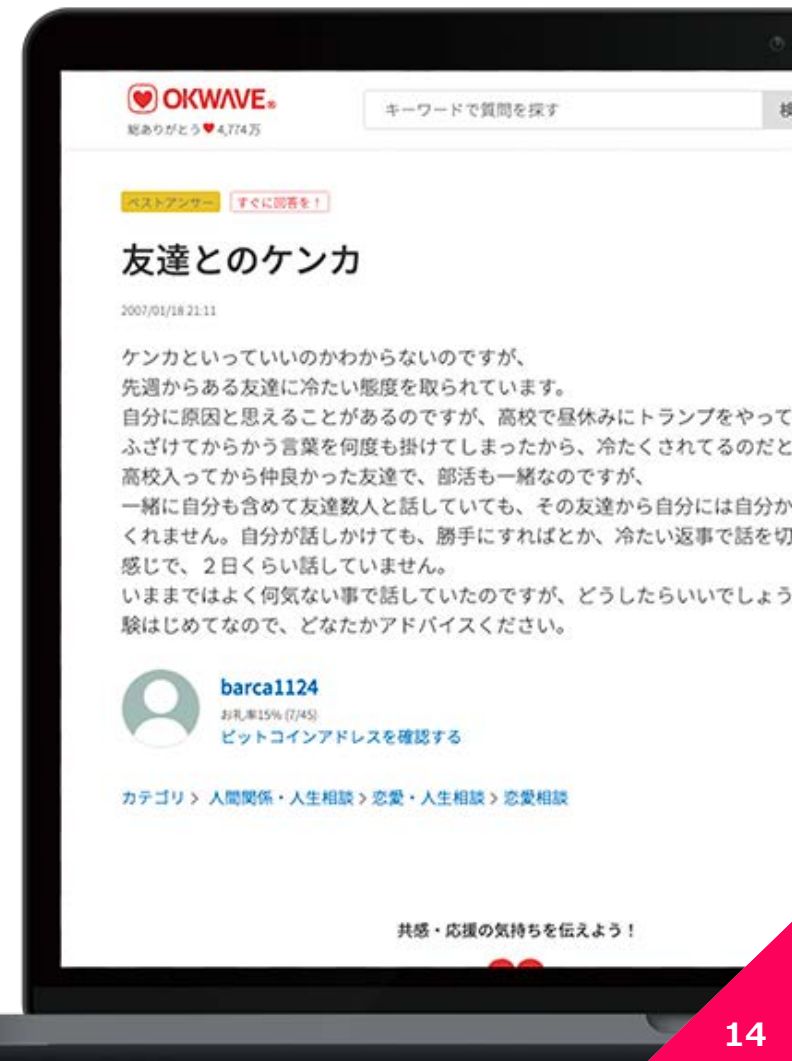 OKWAVE®
総ありがとう♥4,774万
キーワードで質問を探す
検
ベストアンサー すぐに回答を！
友達とのケンカ
2007/01/18 21:11
ケンカといっていいのかわからないのですが、
先週からある友達に冷たい態度を取られています。
自分に原因と思えることがあるのですが、高校で昼休みにトランプをやって
ふざけてからかう言葉を何度も掛けてしまったから、冷たくされてるのだと
高校入ってから仲良かった友達で、部活も一緒なのですが、
一緒に自分も含めて友達数人と話していても、その友達から自分には自分か
くれません。自分が話しかけても、勝手にすればとか、冷たい返事で話を切
感じで、２日くらい話していません。
いままではよく何気ない事で話していたのですが、どうしたらいいでしょう
験はじめてなので、どなたかアドバイスください。
barca1124
お礼率15% (7/45)
ビットコインアドレスを確認する
カテゴリ > 人間関係・人生相談 > 恋愛・人生相談 > 恋愛相談
共感・応援の気持ちを伝えよう！
14